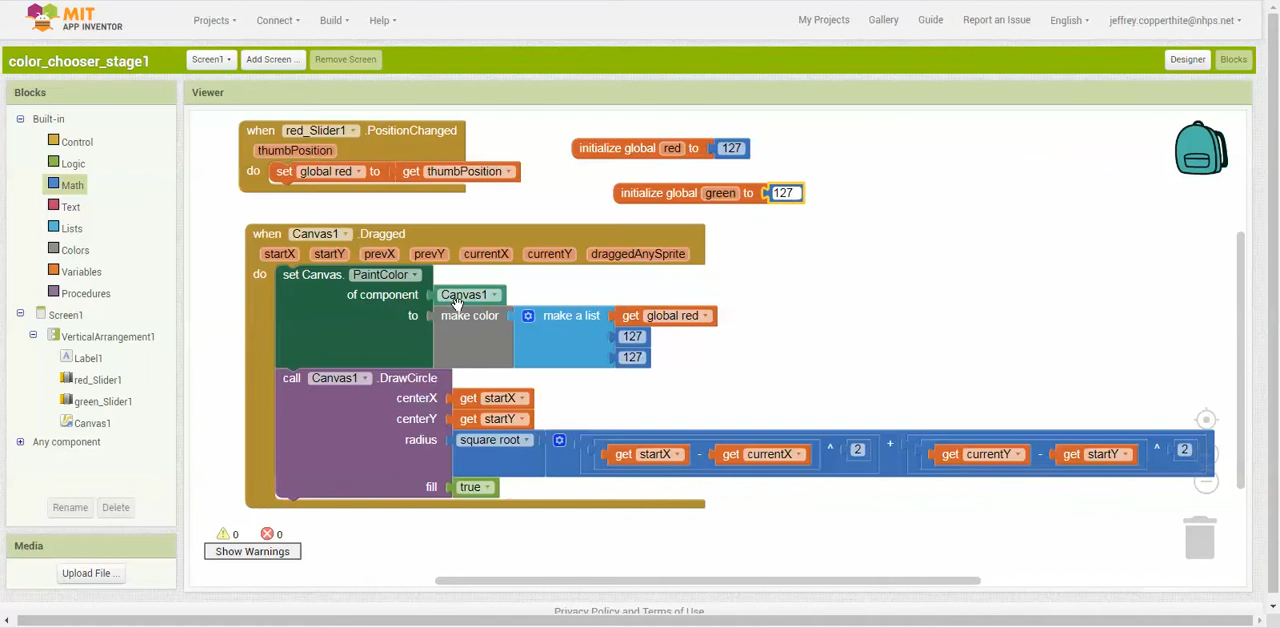 MIT
APP INVENTOR
Projects
Connect
Build
Help
My Projects
Gallery
Guide
Report an Issue
English
jeffrey.copperthite@nhps.net
color_chooser_stage1
Screen1
Add Screen ...
Remove Screen
Designer
Blocks
Blocks
Viewer
Built-in
Control
Logic
Math
Text
Lists
Colors
Variables
Procedures
Screen1
VerticalArrangement1
Label1
red_Slider1
green_Slider1
Canvas1
Any component
Rename
Delete
Media
Upload File ...
when red_Slider1 .PositionChanged
thumbPosition
do set global red to get thumbPosition
initialize global red to 127
initialize global green to 127
when Canvas1 .Dragged
startX startY prevX prevY currentX currentY draggedAnySprite
do set Canvas. PaintColor
of component Canvas1
to make color make a list get global red
127
127
call Canvas1 .DrawCircle
centerX get startX
centerY get startY
radius square root get startX - get currentX ^ 2 + get currentY - get startY ^ 2
fill true
0 0
Show Warnings
Privacy Policy and Terms of Use